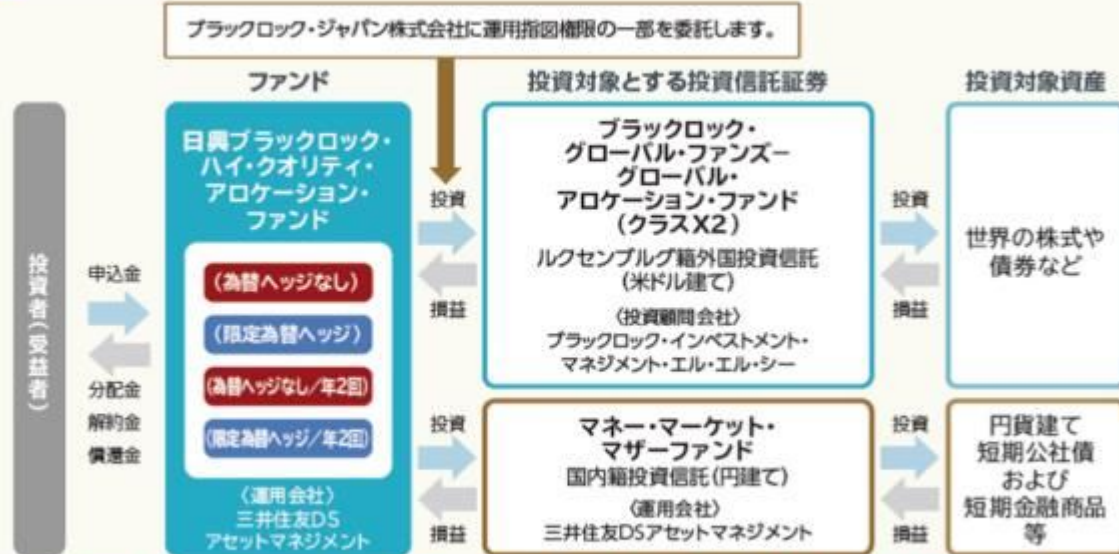 ブラックロック・ジャパン株式会社に運用指図権限の一部を委託します。
ファンド
投資対象とする投資信託証券
投資対象資産
投資者(受益者)
申込金
分配金
解約金
償還金
日興ブラックロック・
ハイ・クオリティ・
アロケーション・
ファンド
(為替ヘッジなし)
(限定為替ヘッジ)
(為替ヘッジなし/年2回)
(限定為替ヘッジ/年2回)
〈運用会社〉
三井住友DS
アセットマネジメント
投資
損益
ブラックロック・
グローバル・ファンズー
グローバル・
アロケーション・ファンド
(クラスX2)
ルクセンブルグ籍外国投資信託
(米ドル建て)
〈投資顧問会社〉
ブラックロック・インベストメント・
マネジメント・エル・エル・シー
投資
損益
世界の株式や
債券など
投資
損益
マネー・マーケット・
マザーファンド
国内籍投資信託(円建て)
〈運用会社〉
三井住友DSアセットマネジメント
投資
損益
円貨建て
短期公社債
および
短期金融商品
等